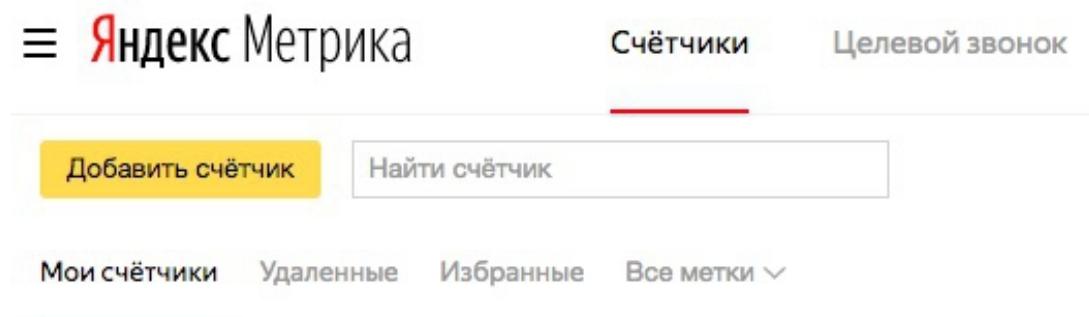 Яндекс Метрика Счётчики Целевой звонок
Добавить счётчик Найти счётчик
Мои счётчики Удаленные Избранные Все метки